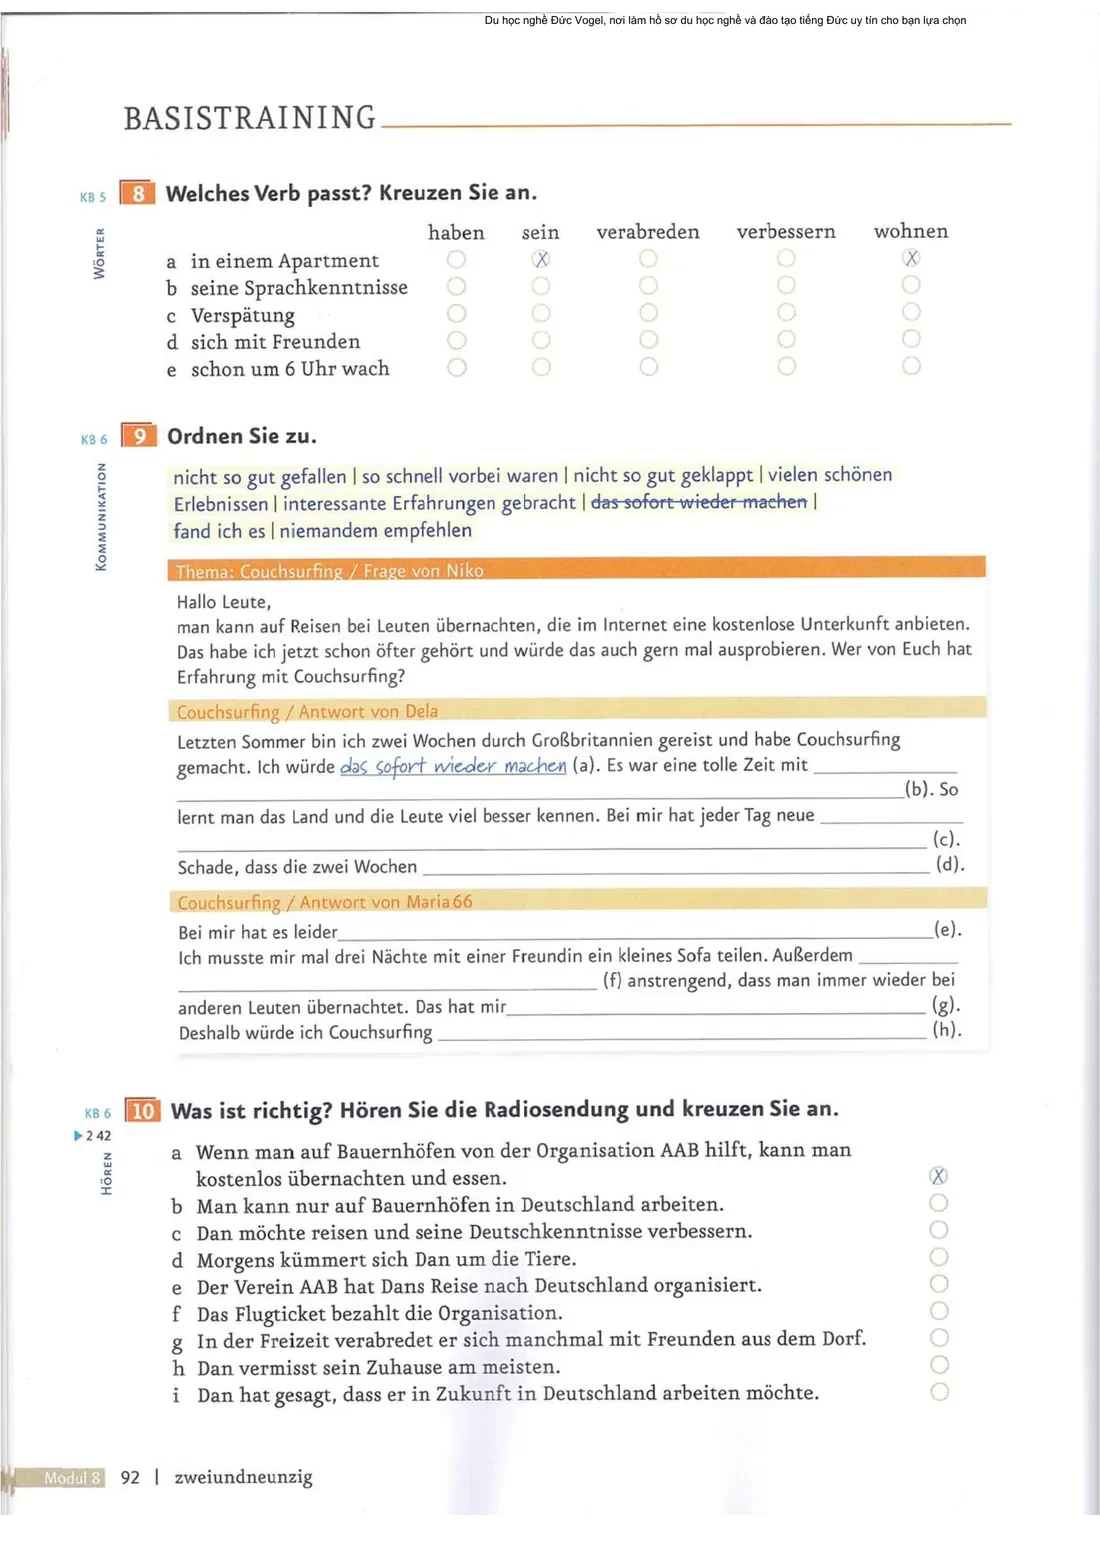 Du học nghề Đức Vogel, nơi làm hồ sơ du học nghề và đào tạo tiếng Đức uy tín cho bạn lựa chọn
BASISTRAINING
KB 5 8 Welches Verb passt? Kreuzen Sie an.
WÖRTER
haben sein verabreden verbessern wohnen
a in einem Apartment X X
b seine Sprachkenntnisse
c Verspätung
d sich mit Freunden
e schon um 6 Uhr wach
KB 6 9 Ordnen Sie zu.
KOMMUNIKATION
nicht so gut gefallen | so schnell vorbei waren | nicht so gut geklappt | vielen schönen
Erlebnissen | interessante Erfahrungen gebracht | das sofort wieder machen |
fand ich es | niemandem empfehlen
Thema: Couchsurfing / Frage von Niko
Hallo Leute,
man kann auf Reisen bei Leuten übernachten, die im Internet eine kostenlose Unterkunft anbieten.
Das habe ich jetzt schon öfter gehört und würde das auch gern mal ausprobieren. Wer von Euch hat
Erfahrung mit Couchsurfing?
Couchsurfing / Antwort von Dela
Letzten Sommer bin ich zwei Wochen durch Großbritannien gereist und habe Couchsurfing
gemacht. Ich würde das sofort wieder machen (a). Es war eine tolle Zeit mit
(b). So
lernt man das Land und die Leute viel besser kennen. Bei mir hat jeder Tag neue
(c).
Schade, dass die zwei Wochen (d).
Couchsurfing / Antwort von Maria66
Bei mir hat es leider (e).
Ich musste mir mal drei Nächte mit einer Freundin ein kleines Sofa teilen. Außerdem
(f) anstrengend, dass man immer wieder bei
anderen Leuten übernachtet. Das hat mir (g).
Deshalb würde ich Couchsurfing (h).
KB 6 10 Was ist richtig? Hören Sie die Radiosendung und kreuzen Sie an.
▶ 2 42
HÖREN
a Wenn man auf Bauernhöfen von der Organisation AAB hilft, kann man
kostenlos übernachten und essen. X
b Man kann nur auf Bauernhöfen in Deutschland arbeiten.
c Dan möchte reisen und seine Deutschkenntnisse verbessern.
d Morgens kümmert sich Dan um die Tiere.
e Der Verein AAB hat Dans Reise nach Deutschland organisiert.
f Das Flugticket bezahlt die Organisation.
g In der Freizeit verabredet er sich manchmal mit Freunden aus dem Dorf.
h Dan vermisst sein Zuhause am meisten.
i Dan hat gesagt, dass er in Zukunft in Deutschland arbeiten möchte.
Modul 8 92 | zweiundneunzig